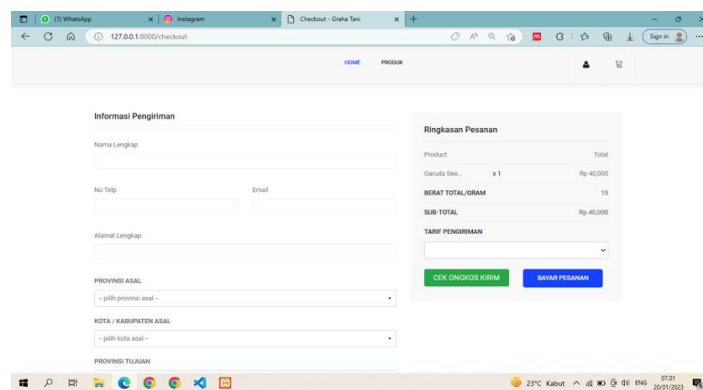 (1) WhatsApp
Instagram
Checkout - Graha Tani
127.0.0.1:8000/checkout
Sign in
HOME PRODUK
Informasi Pengiriman
Nama Lengkap
No Telp Email
Alamat Lengkap
PROVINSI ASAL
-- pilih provinsi asal --
KOTA / KABUPATEN ASAL
-- pilih kota asal --
PROVINSI TUJUAN
Ringkasan Pesanan
Product Total
Garuda See... x 1 Rp 40,000
BERAT TOTAL/GRAM 15
SUB-TOTAL Rp 40,000
TARIF PENGIRIMAN
CEK ONGKOS KIRIM BAYAR PESANAN
23°C Kabut ENG 07.01
20/01/2023